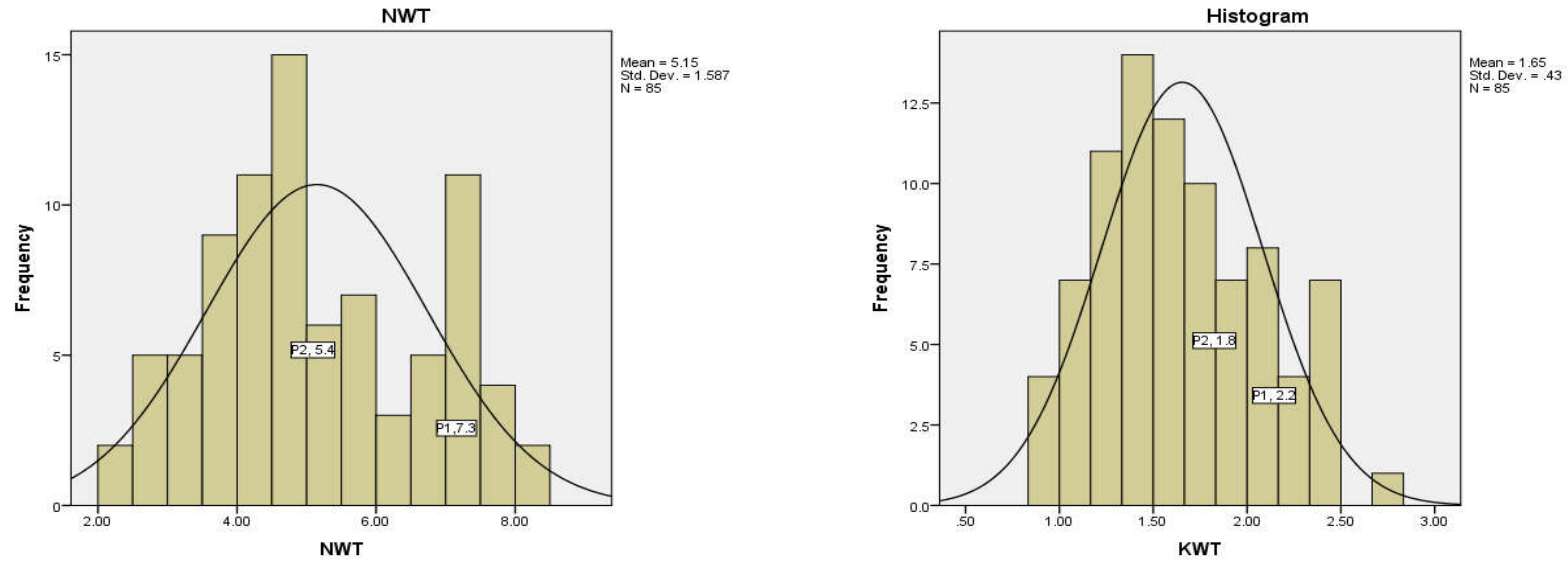 NWT
Mean = 5.15
Std. Dev. = 1.587
N = 85
15
10
5
0
Frequency
P2, 5.4
P1,7.3
2.00 4.00 6.00 8.00
NWT
Histogram
Mean = 1.65
Std. Dev. = .43
N = 85
12.5
10.0
7.5
5.0
2.5
0.0
Frequency
P2, 1.8
P1, 2.2
.50 1.00 1.50 2.00 2.50 3.00
KWT